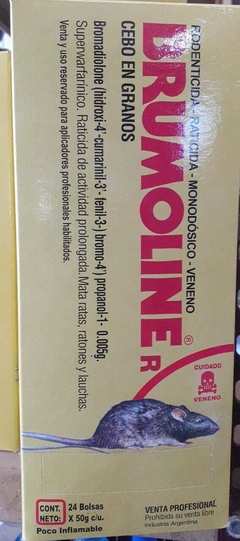 RODENTICIDA - RATICIDA - MONODÓSICO - VENENO
BRUMOLINE® R
CEBO EN GRANOS
Bromadiolone (hidroxi-4'-cumarinil-3'- fenil-3-) bromo-4') propanol-1- 0.005g.
Superwarfarínico. Raticida de actividad prolongada. Mata ratas, ratones y lauchas.
Venta y uso reservado para aplicadores profesionales habilitados.
CUIDADO
VENENO
CONT. NETO:
24 Bolsas
X 50g c/u.
Poco Inflamable
VENTA PROFESIONAL
Prohibida su venta libre
Industria Argentina